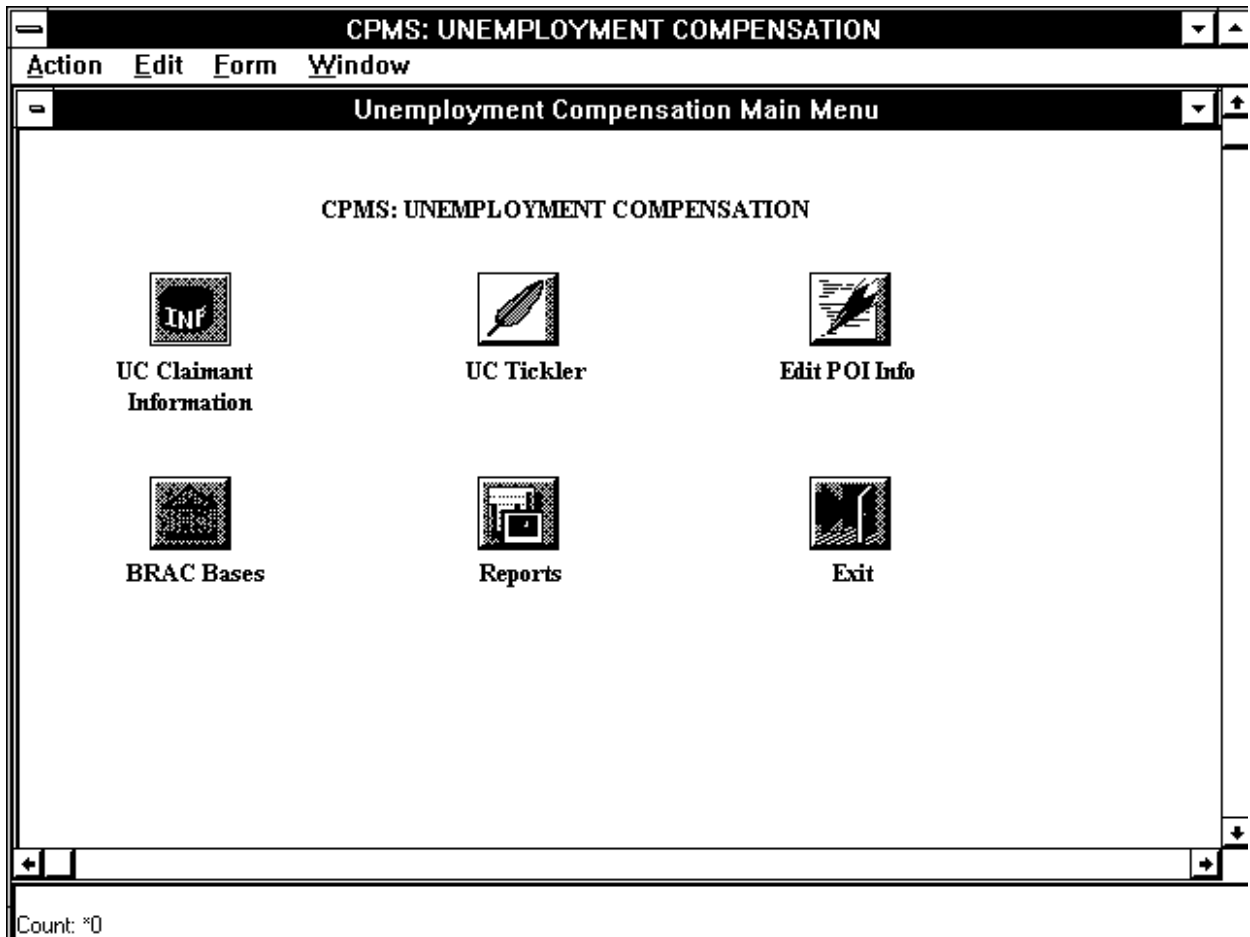 CPMS: UNEMPLOYMENT COMPENSATION
Action Edit Form Window
Unemployment Compensation Main Menu
CPMS: UNEMPLOYMENT COMPENSATION
INF
UC Claimant
Information
UC Tickler
Edit POI Info
BASE
BRAC Bases
Reports
Exit
Count: *0